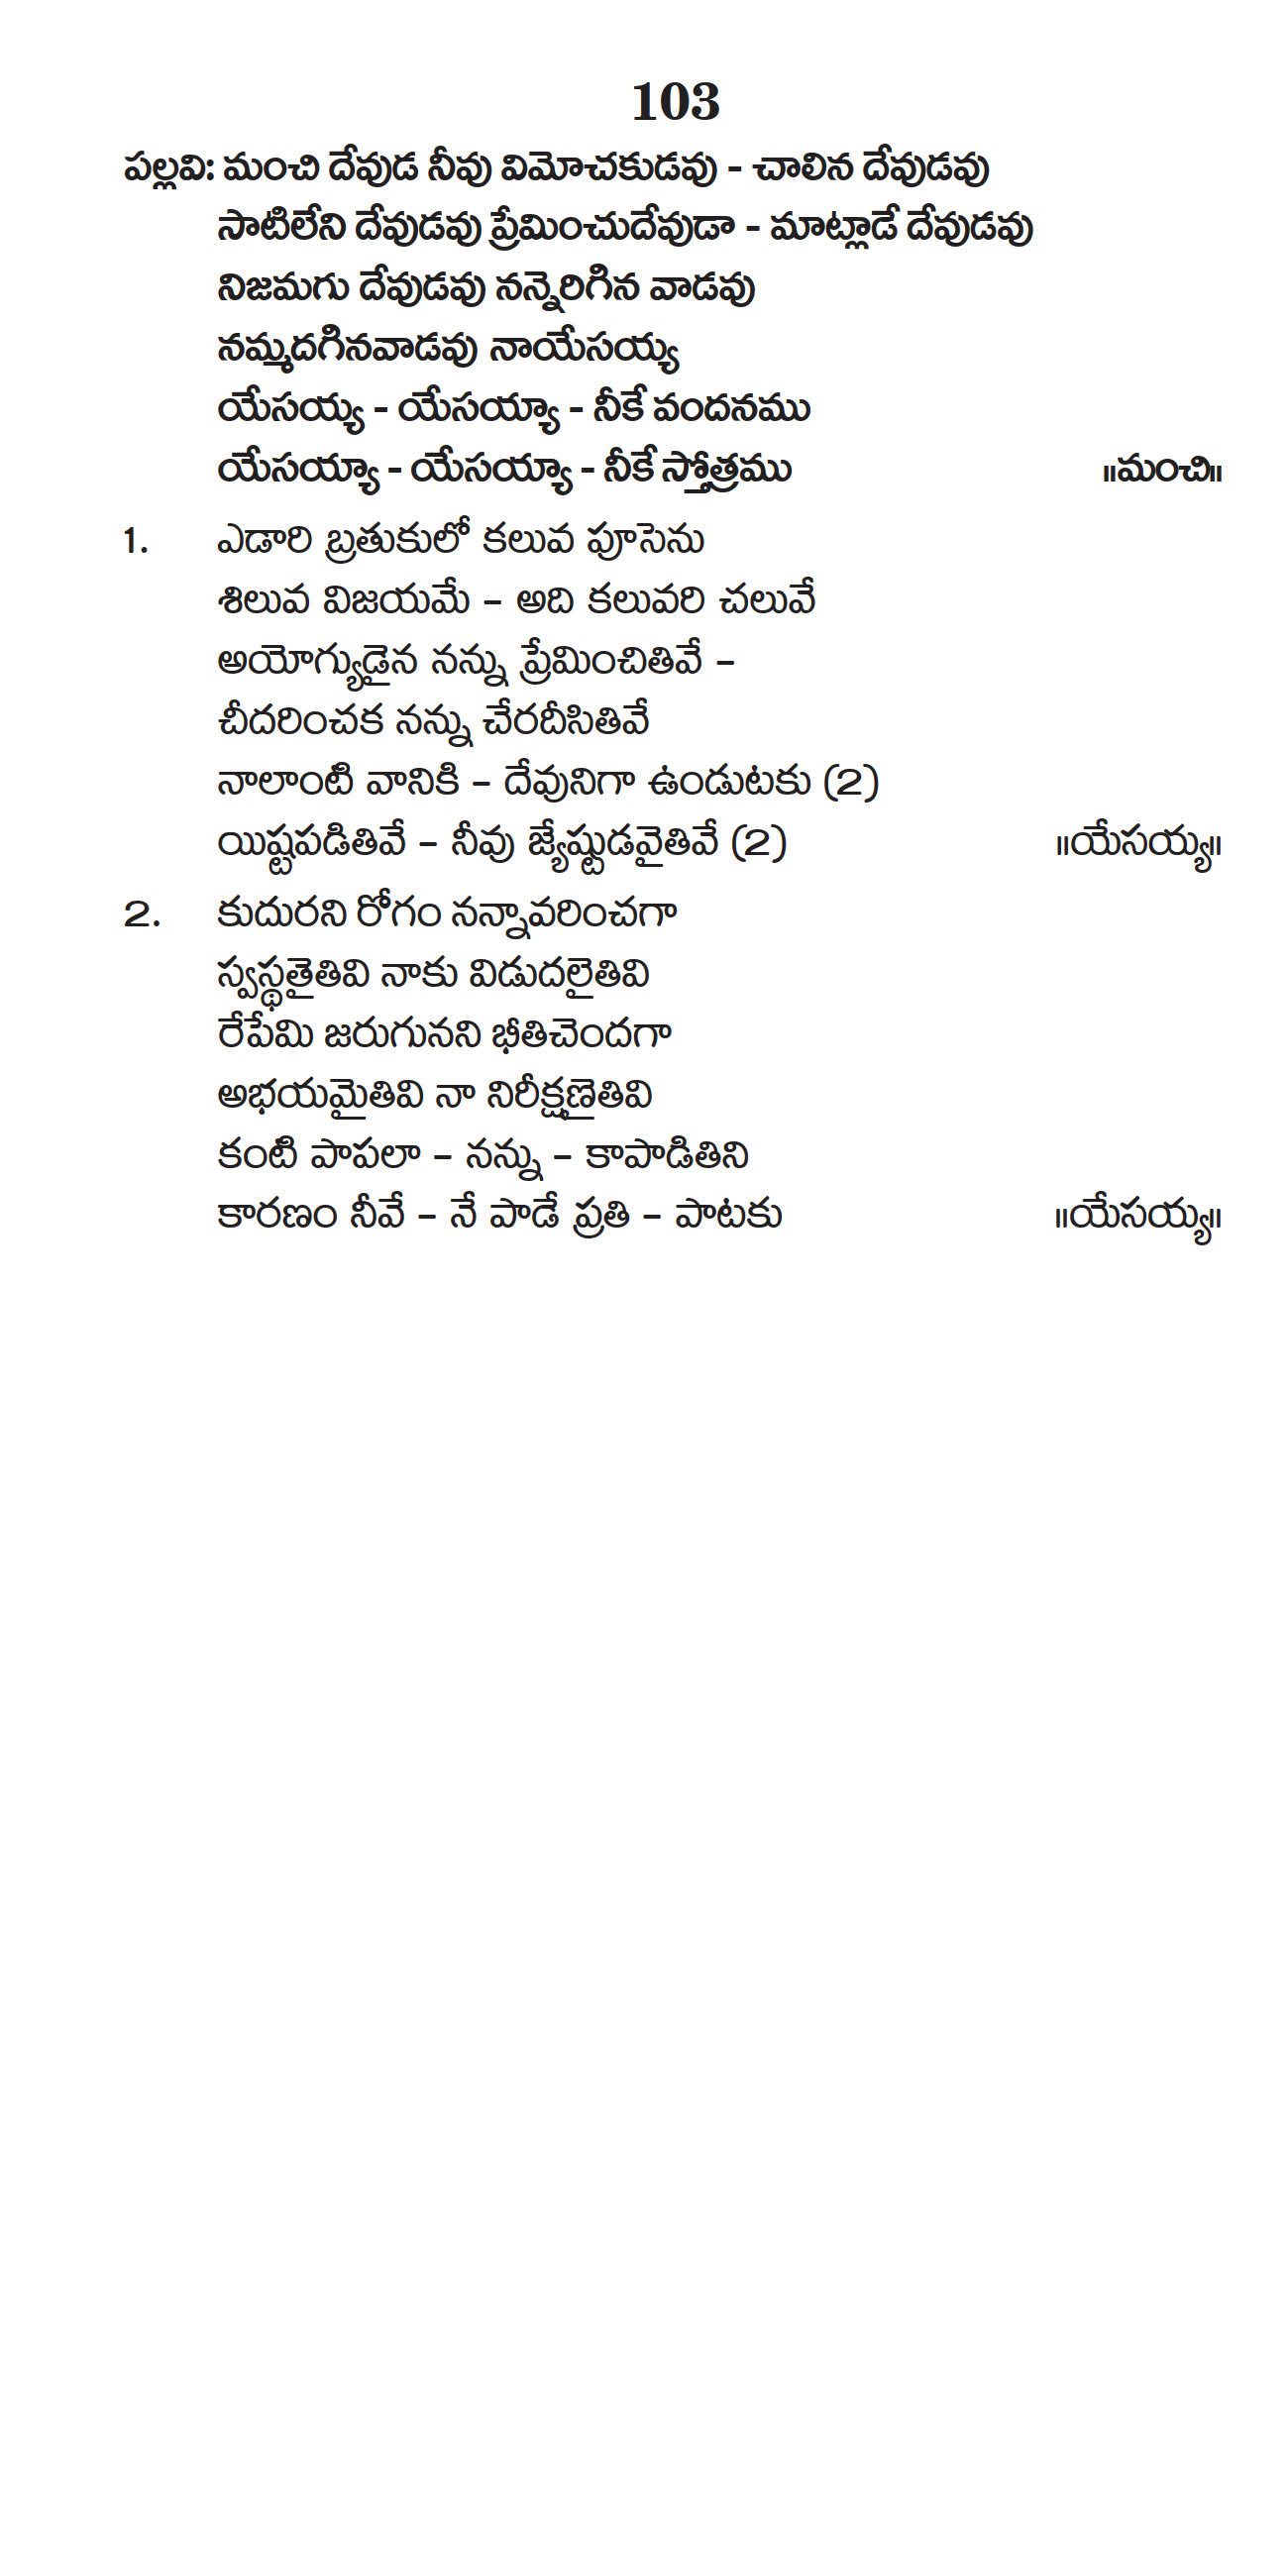 103
పల్లవి: మంచి దేవుడ నీవు విమోచకుడవు - చాలిన దేవుడవు
సాటిలేని దేవుడవు ప్రేమించుదేవుడా - మాట్లాడే దేవుడవు
నిజమగు దేవుడవు నన్నెరిగిన వాడవు
నమ్మదగినవాడవు నాయేసయ్య
యేసయ్య - యేసయ్యా - నీకే వందనము
యేసయ్యా - యేసయ్యా - నీకే స్తోత్రము ॥మంచి॥
1. ఎడారి బ్రతుకులో కలువ పూసెను
శిలువ విజయమే – అది కలువరి చలువే
అయోగ్యుడైన నన్ను ప్రేమించితివే –
చీదరించక నన్ను చేరదీసితివే
నాలాంటి వానికి – దేవునిగా ఉండుటకు (2)
యిష్టపడితివే – నీవు జ్యేష్టుడవైతివే (2) ॥యేసయ్య॥
2. కుదురని రోగం నన్నావరించగా
స్వస్థతైతివి నాకు విడుదలైతివి
రేపేమి జరుగునని భీతిచెందగా
అభయమైతివి నా నిరీక్షణైతివి
కంటి పాపలా – నన్ను – కాపాడితిని
కారణం నీవే – నే పాడే ప్రతి – పాటకు ॥యేసయ్య॥